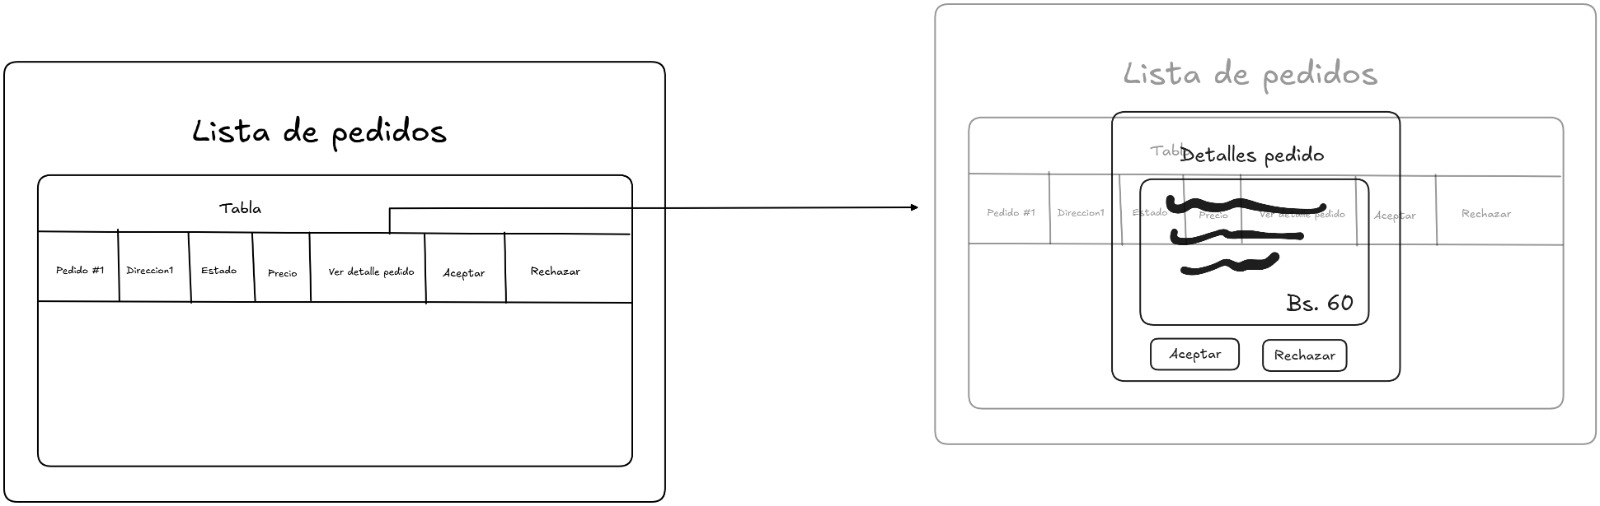 Lista de pedidos
Tabla
Pedido #1 Direccion1 Estado Precio Ver detalle pedido Aceptar Rechazar
Lista de pedidos
Tabla
Detalles pedido
Pedido #1 Direccion1 Estado Precio Ver detalle pedido Aceptar Rechazar
Bs. 60
Aceptar Rechazar